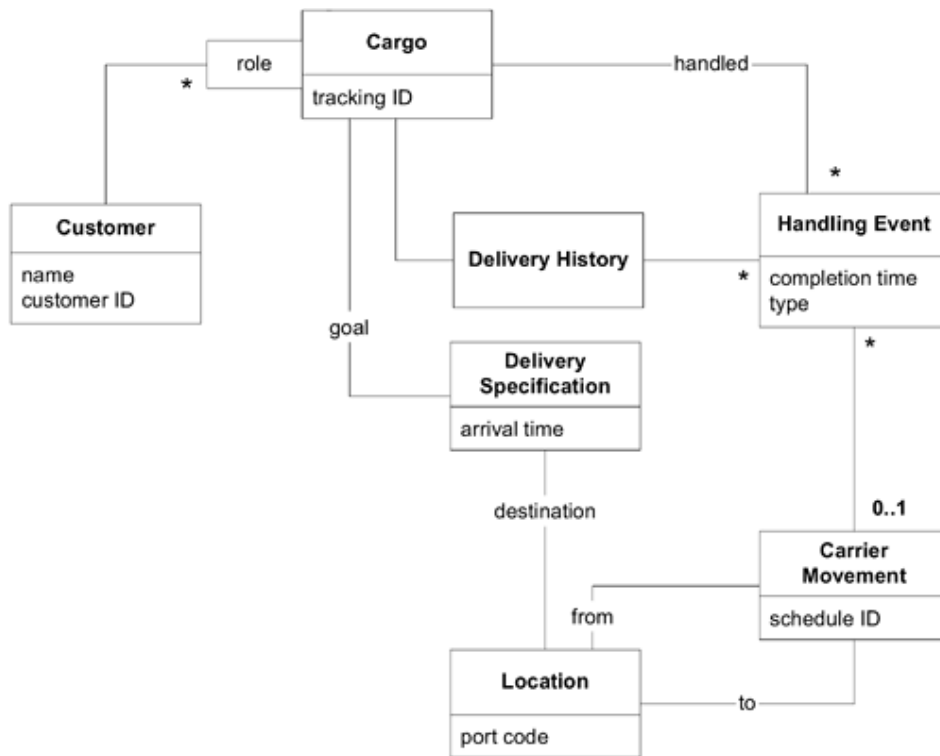 Cargo
tracking ID
role
*
handled
*
Customer
name
customer ID
Delivery History
*
Handling Event
completion time
type
*
goal
Delivery
Specification
arrival time
destination
0..1
Carrier
Movement
schedule ID
from
Location
port code
to